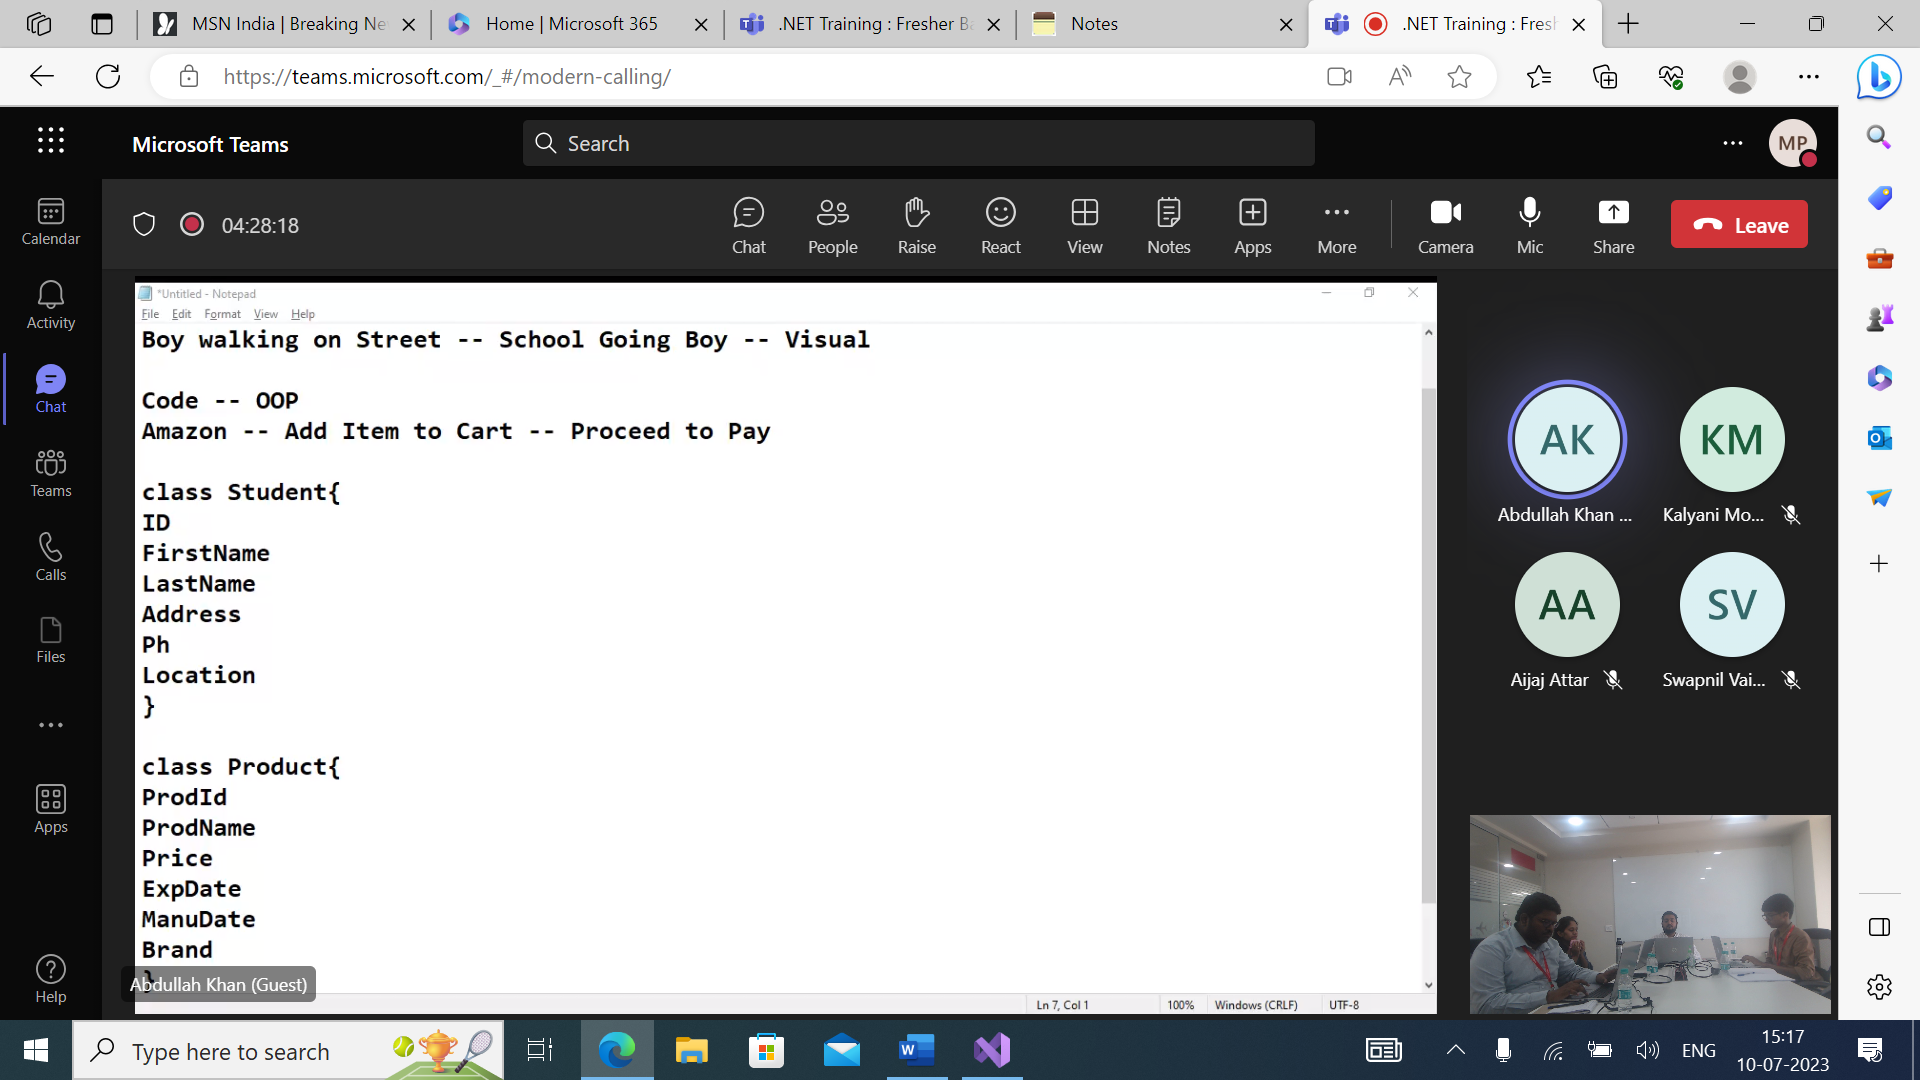 MSN India | Breaking Ne
Home | Microsoft 365
.NET Training : Fresher Ba
Notes
.NET Training : Fresh
https://teams.microsoft.com/_#/modern-calling/
Microsoft Teams
Search
MP
04:28:18
Chat
People
Raise
React
View
Notes
Apps
More
Camera
Mic
Share
Leave
Calendar
Activity
Chat
Teams
Calls
Files
Apps
Help
*Untitled - Notepad
File Edit Format View Help
Boy walking on Street -- School Going Boy -- Visual
Code -- OOP
Amazon -- Add Item to Cart -- Proceed to Pay
class Student{
ID
FirstName
LastName
Address
Ph
Location
}
class Product{
ProdId
ProdName
Price
ExpDate
ManuDate
Brand
}
Abdullah Khan (Guest)
Ln 7, Col 1
100%
Windows (CRLF)
UTF-8
AK
Abdullah Khan ...
KM
Kalyani Mo...
AA
Aijaj Attar
SV
Swapnil Vai...
Type here to search
ENG
15:17
10-07-2023